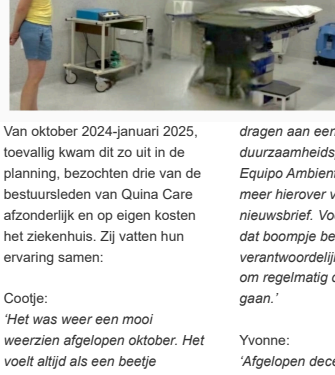 Van oktober 2024-januari 2025,
toevallig kwam dit zo uit in de
planning, bezochten drie van de
bestuursleden van Quina Care
afzonderlijk en op eigen kosten
het ziekenhuis. Zij vatten hun
ervaring samen:

Cootje:
‘Het was weer een mooi
weerzien afgelopen oktober. Het
voelt altijd als een beetje

dragen aan een
duurzaamheids
Equipo Ambient
meer hierover v
nieuwsbrief. Vo
dat boompje be
verantwoordelij
om regelmatig
gaan.’

Yvonne:
‘Afgelopen dece